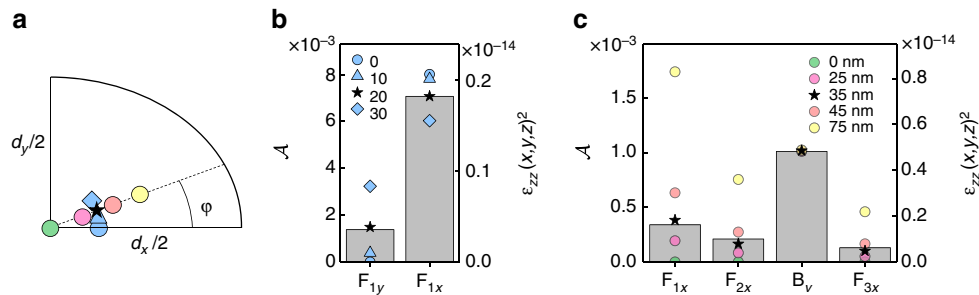 a
d_y/2
d_x/2
φ
b
×10⁻³
×10⁻¹⁴
8
6
4
2
0
𝒜
0
10
20
30
0.2
0.1
0.0
ε_zz(x,y,z)²
F_1y
F_1x
c
×10⁻³
×10⁻¹⁴
1.5
1.0
0.5
0.0
𝒜
0 nm
25 nm
35 nm
45 nm
75 nm
0.8
0.6
0.4
0.2
0.0
ε_zz(x,y,z)²
F_1x
F_2x
B_y
F_3x